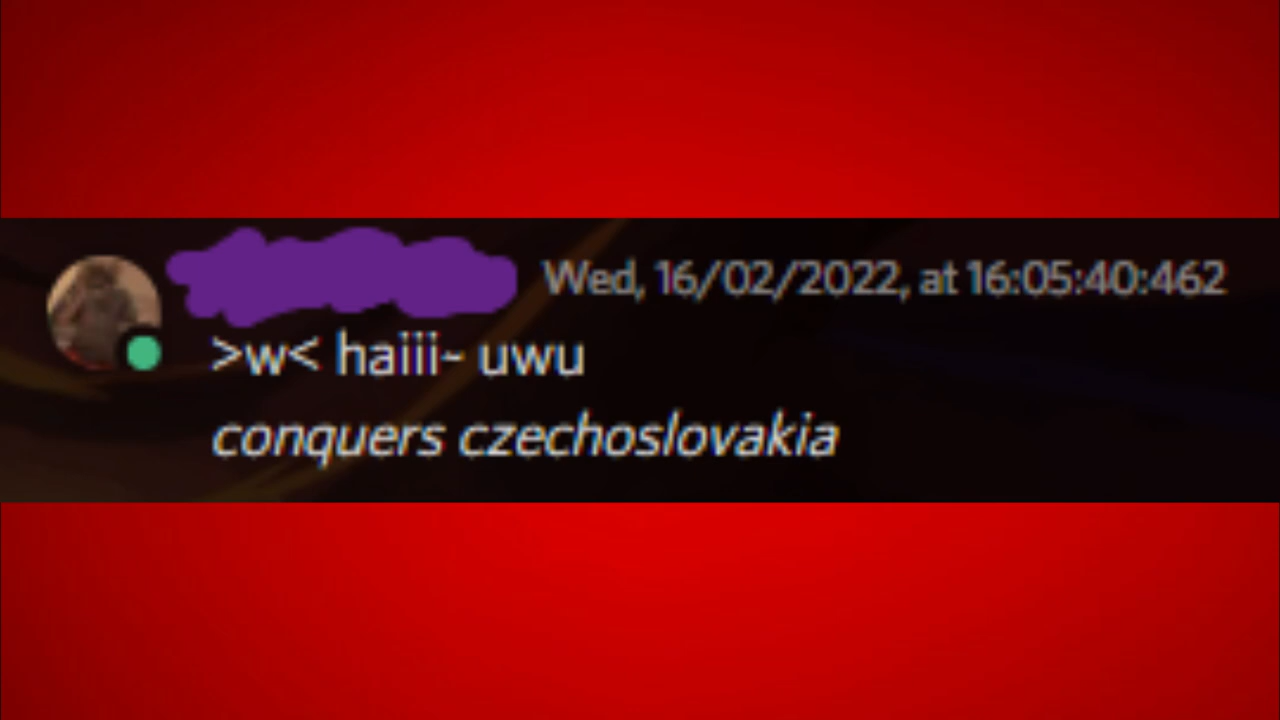 Wed, 16/02/2022, at 16:05:40:462
>w< haiii~ uwu
conquers czechoslovakia